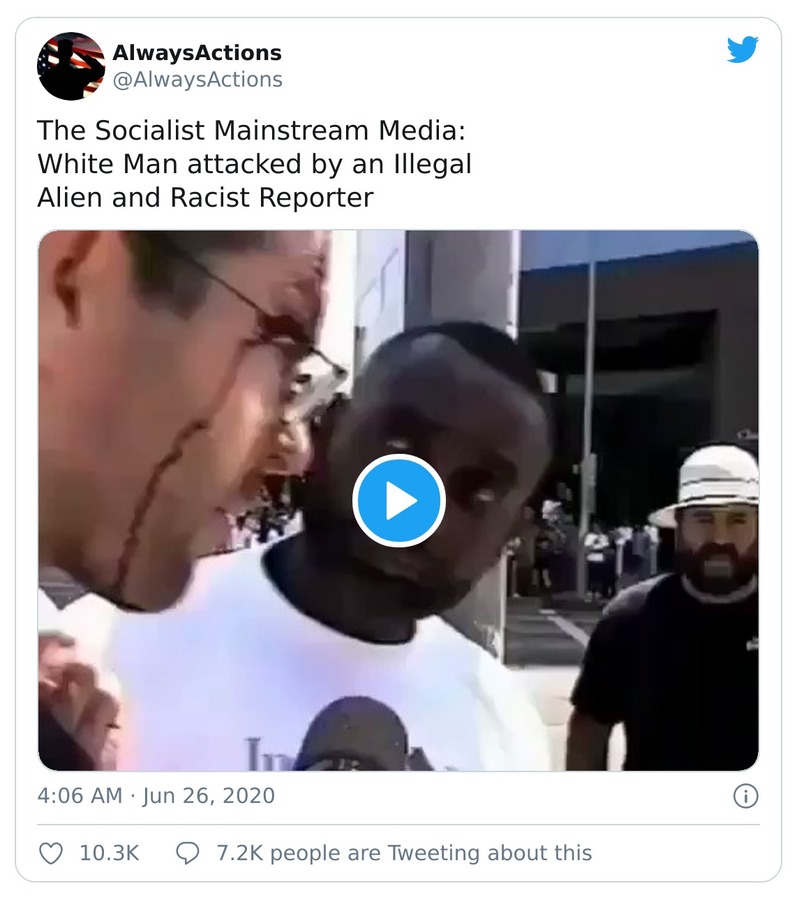 AlwaysActions
@AlwaysActions
The Socialist Mainstream Media:
White Man attacked by an Illegal
Alien and Racist Reporter
4:06 AM · Jun 26, 2020
10.3K
7.2K people are Tweeting about this